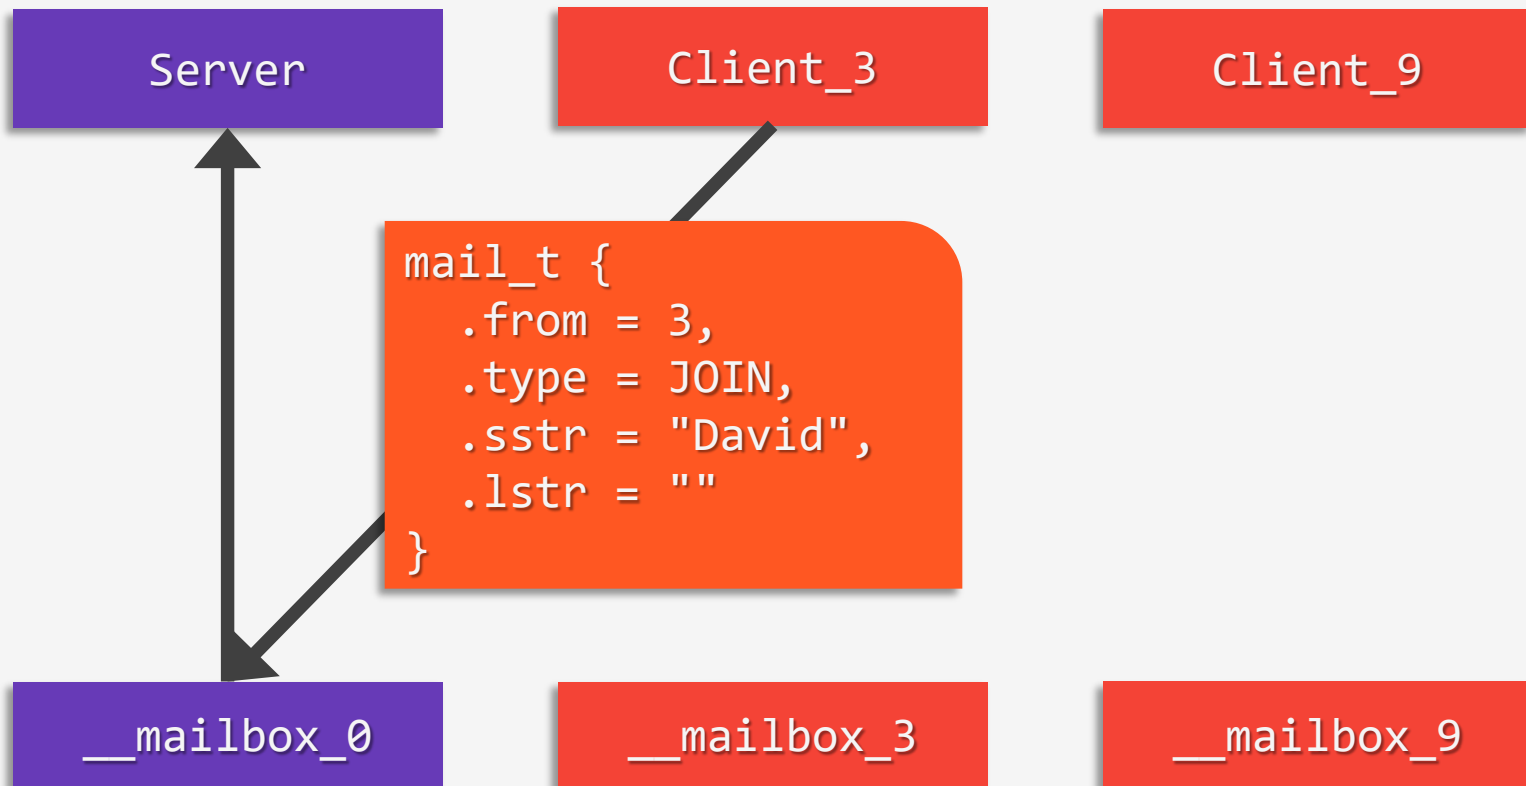 Server
Client_3
Client_9
mail_t {
  .from = 3,
  .type = JOIN,
  .sstr = "David",
  .lstr = ""
}
__mailbox_0
__mailbox_3
__mailbox_9